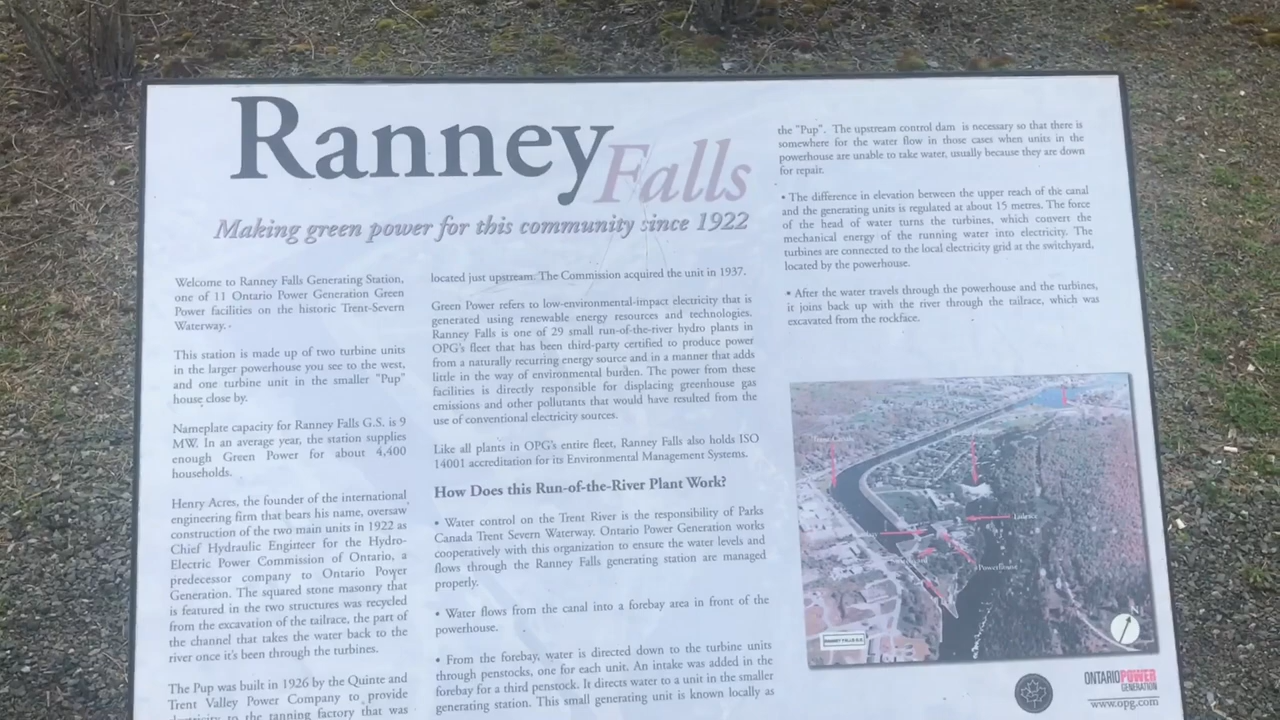 Ranney Falls
Making green power for this community since 1922
Welcome to Ranney Falls Generating Station,
one of 11 Ontario Power Generation Green
Power facilities on the historic Trent-Severn
Waterway.
This station is made up of two turbine units
in the larger powerhouse you see to the west,
and one turbine unit in the smaller "Pup"
house close by.
Nameplate capacity for Ranney Falls G.S. is 9
MW. In an average year, the station supplies
enough Green Power for about 4,400
households.
Henry Acres, the founder of the international
engineering firm that bears his name, oversaw
construction of the two main units in 1922 as
Chief Hydraulic Engineer for the Hydro-
Electric Power Commission of Ontario, a
predecessor company to Ontario Power
Generation. The squared stone masonry that
is featured in the two structures was recycled
from the excavation of the tailrace, the part of
the channel that takes the water back to the
river once it's been through the turbines.
The Pup was built in 1926 by the Quinte and
Trent Valley Power Company to provide
electricity to the tanning factory that was
located just upstream. The Commission acquired the unit in 1937.
Green Power refers to low-environmental-impact electricity that is
generated using renewable energy resources and technologies.
Ranney Falls is one of 29 small run-of-the-river hydro plants in
OPG's fleet that has been third-party certified to produce power
from a naturally recurring energy source and in a manner that adds
little in the way of environmental burden. The power from these
facilities is directly responsible for displacing greenhouse gas
emissions and other pollutants that would have resulted from the
use of conventional electricity sources.
Like all plants in OPG's entire fleet, Ranney Falls also holds ISO
14001 accreditation for its Environmental Management Systems.
How Does this Run-of-the-River Plant Work?
• Water control on the Trent River is the responsibility of Parks
Canada Trent Severn Waterway. Ontario Power Generation works
cooperatively with this organization to ensure the water levels and
flows through the Ranney Falls generating station are managed
properly.
• Water flows from the canal into a forebay area in front of the
powerhouse.
• From the forebay, water is directed down to the turbine units
through penstocks, one for each unit. An intake was added in the
forebay for a third penstock. It directs water to a unit in the smaller
generating station. This small generating unit is known locally as
the "Pup". The upstream control dam is necessary so that there is
somewhere for the water flow in those cases when units in the
powerhouse are unable to take water, usually because they are down
for repair.
• The difference in elevation between the upper reach of the canal
and the generating units is regulated at about 15 metres. The force
of the head of water turns the turbines, which convert the
mechanical energy of the running water into electricity. The
turbines are connected to the local electricity grid at the switchyard,
located by the powerhouse.
• After the water travels through the powerhouse and the turbines,
it joins back up with the river through the tailrace, which was
excavated from the rockface.
Tailrace
Powerhouse
RANNEY FALLS G.S.
ONTARIOPOWER
GENERATION
www.opg.com